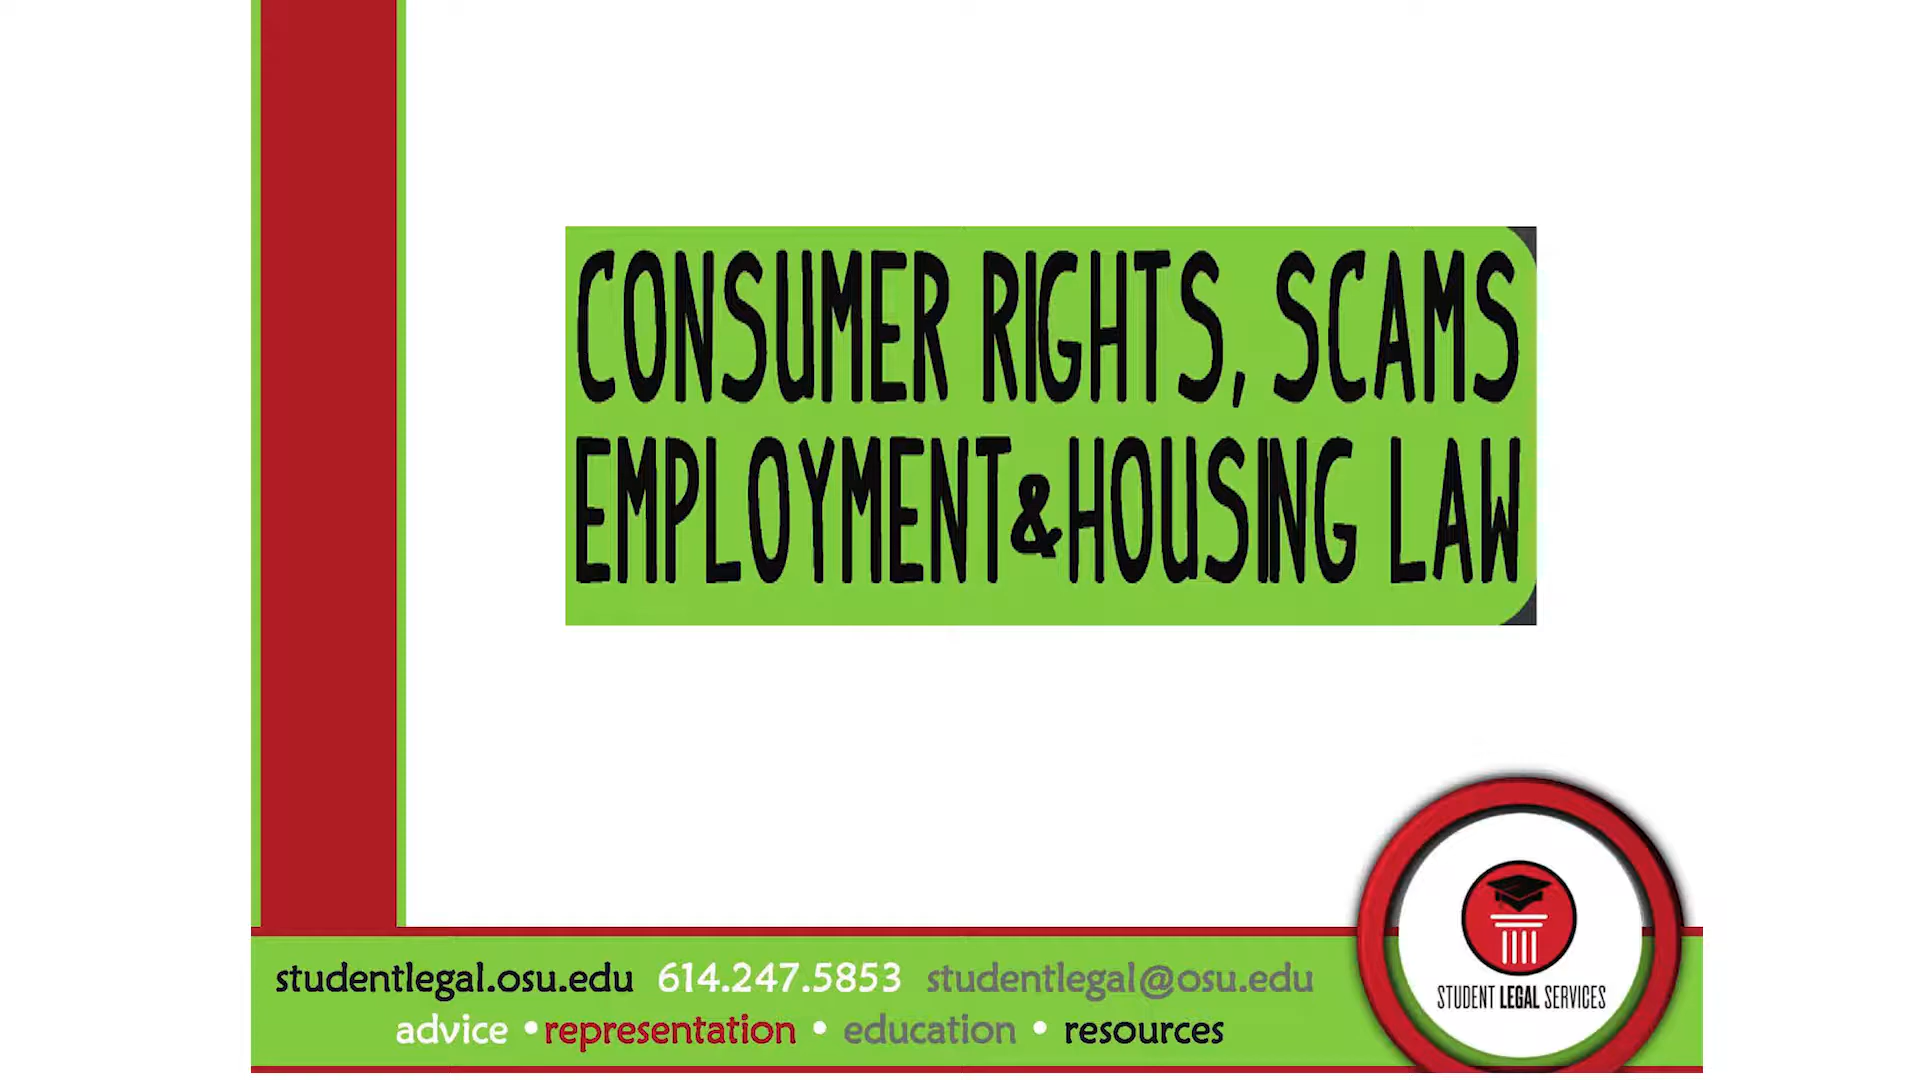 CONSUMER RIGHTS, SCAMS
EMPLOYMENT & HOUSING LAW
studentlegal.osu.edu 614.247.5853 studentlegal@osu.edu
advice • representation • education • resources
STUDENT LEGAL SERVICES